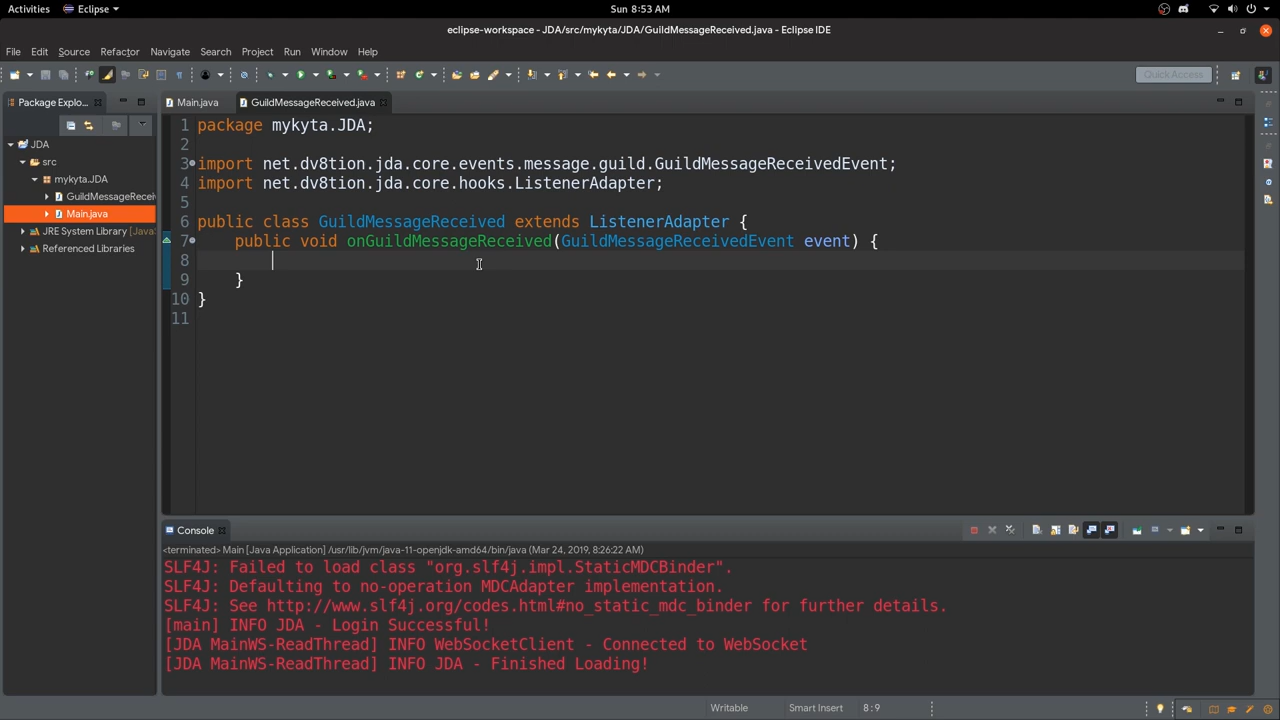 Activities Eclipse Sun 8:53 AM
eclipse-workspace - JDA/src/mykyta/JDA/GuildMessageReceived.java - Eclipse IDE
File Edit Source Refactor Navigate Search Project Run Window Help
Quick Access
Package Explo... Main.java GuildMessageReceived.java
JDA
src
mykyta.JDA
GuildMessageRecei
Main.java
JRE System Library [Java
Referenced Libraries
1 package mykyta.JDA;
2
3 import net.dv8tion.jda.core.events.message.guild.GuildMessageReceivedEvent;
4 import net.dv8tion.jda.core.hooks.ListenerAdapter;
5
6 public class GuildMessageReceived extends ListenerAdapter {
7 public void onGuildMessageReceived(GuildMessageReceivedEvent event) {
8
9 }
10 }
11
Console
<terminated> Main [Java Application] /usr/lib/jvm/java-11-openjdk-amd64/bin/java (Mar 24, 2019, 8:26:22 AM)
SLF4J: Failed to load class "org.slf4j.impl.StaticMDCBinder".
SLF4J: Defaulting to no-operation MDCAdapter implementation.
SLF4J: See http://www.slf4j.org/codes.html#no_static_mdc_binder for further details.
[main] INFO JDA - Login Successful!
[JDA MainWS-ReadThread] INFO WebSocketClient - Connected to WebSocket
[JDA MainWS-ReadThread] INFO JDA - Finished Loading!
Writable Smart Insert 8:9